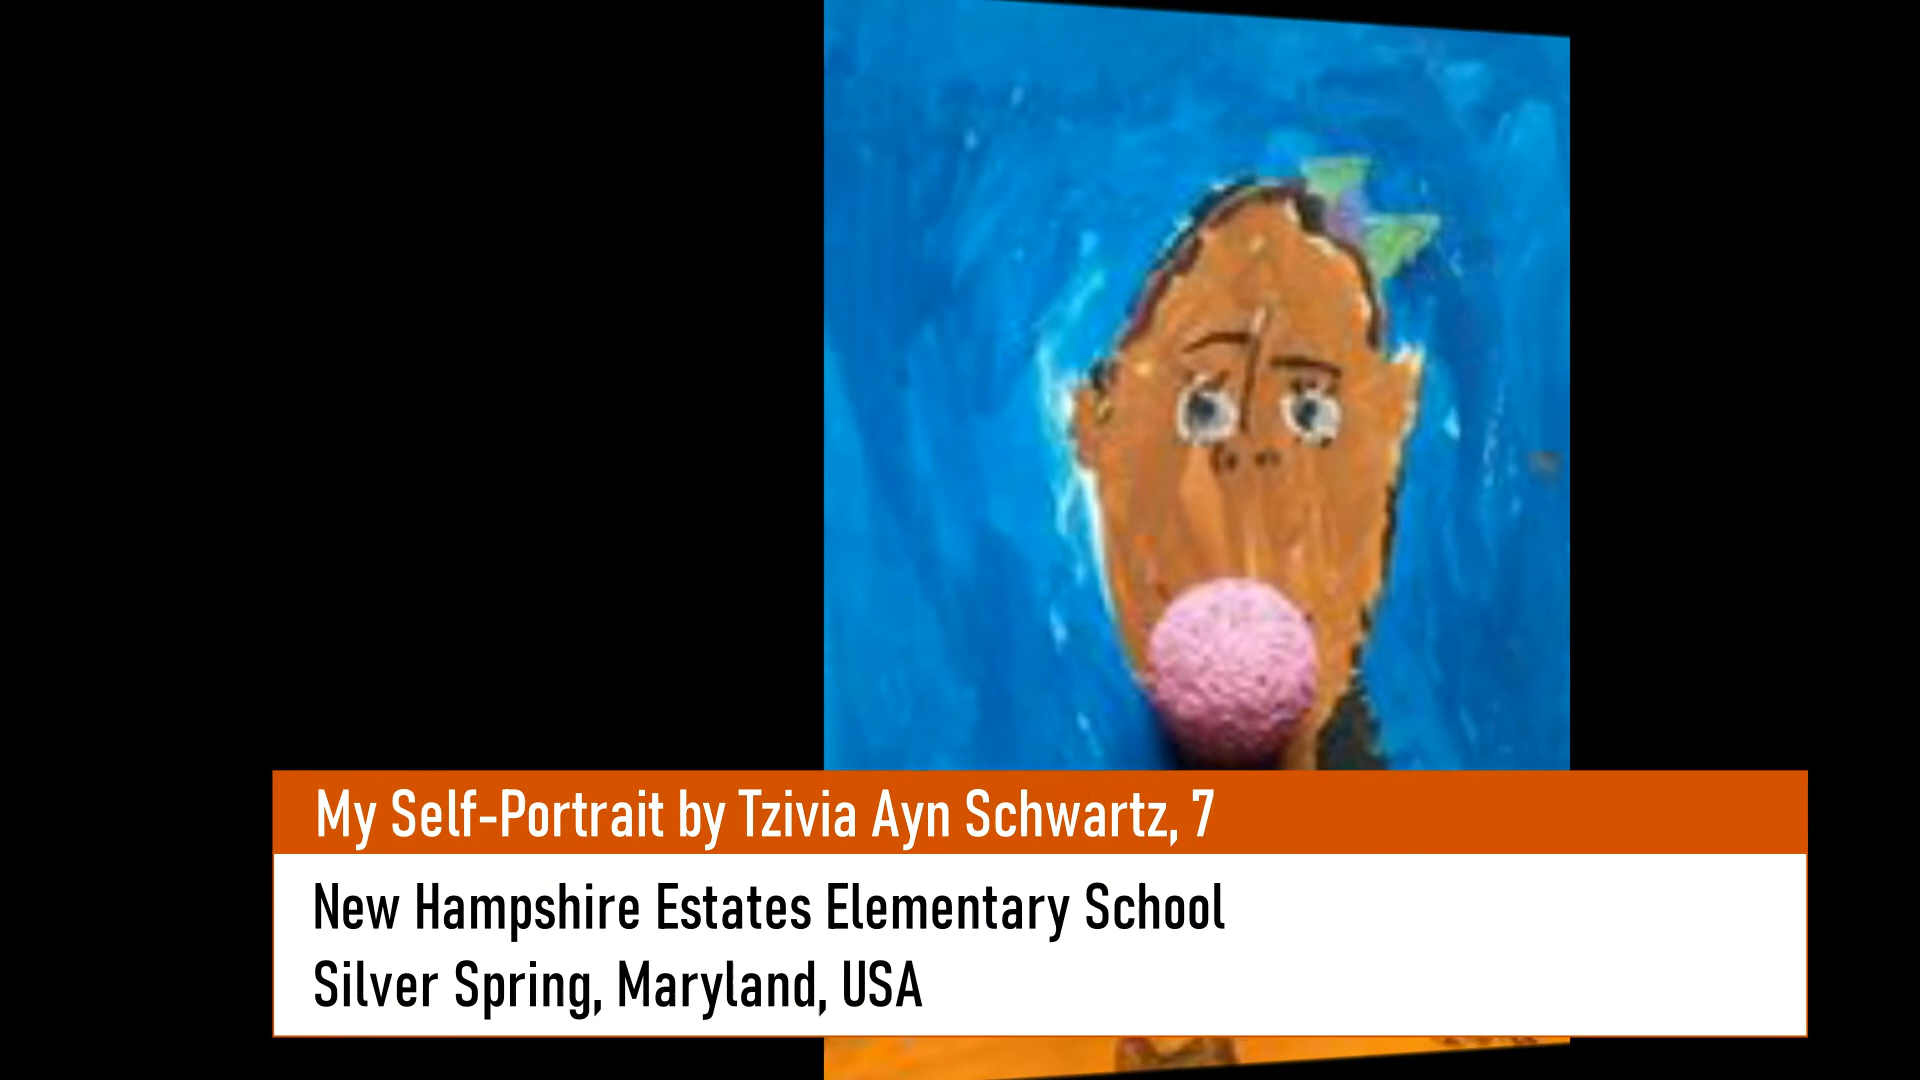 My Self-Portrait by Tzivia Ayn Schwartz, 7
New Hampshire Estates Elementary School
Silver Spring, Maryland, USA